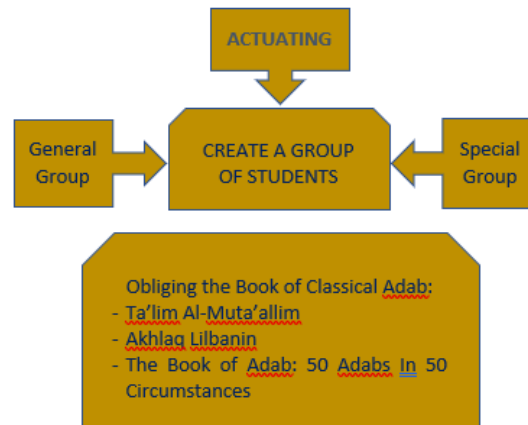 ACTUATING
General
Group
CREATE A GROUP
OF STUDENTS
Special
Group
Obliging the Book of Classical Adab:
- Ta'lim Al-Muta'allim
- Akhlaq Lilbanin
- The Book of Adab: 50 Adabs In 50
Circumstances